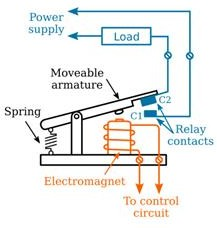 Power
supply
Load
Moveable
armature
C2
Spring
C1
Relay
contacts
Electromagnet
To control
circuit